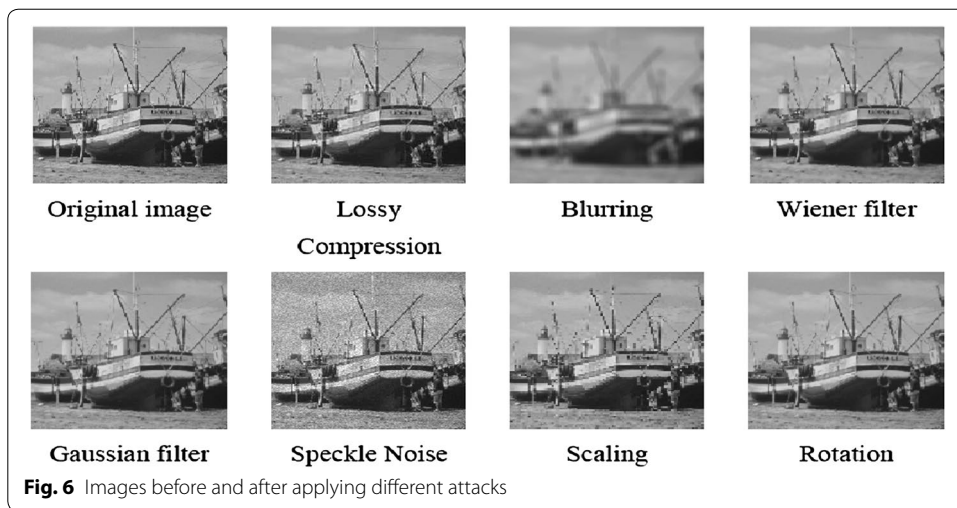 Original image
Lossy
Compression
Blurring
Wiener filter
Gaussian filter
Speckle Noise
Scaling
Rotation
Fig. 6 Images before and after applying different attacks